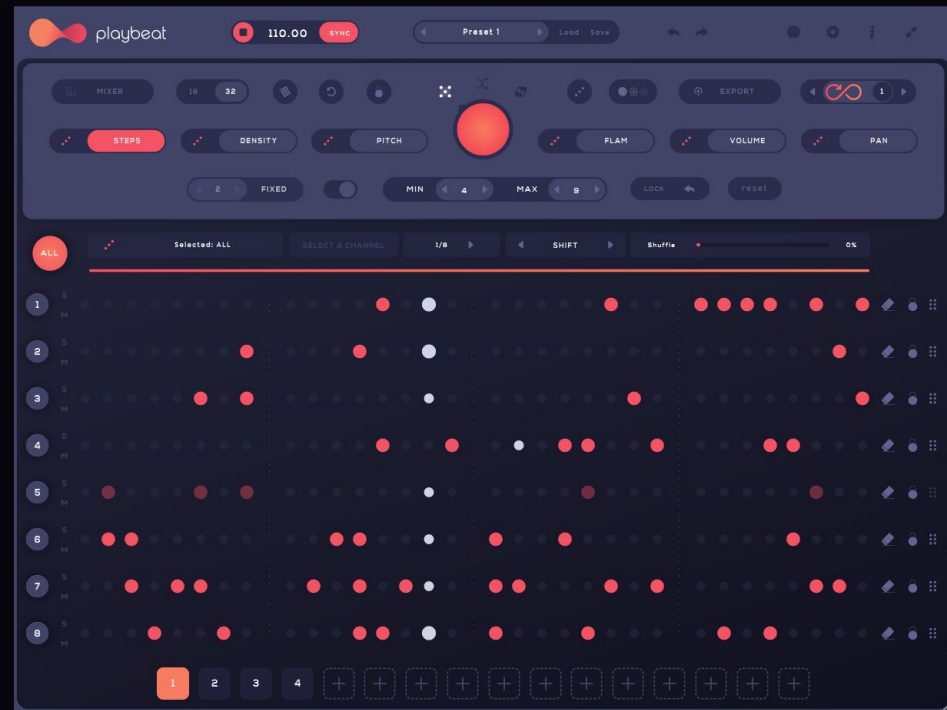 playbeat 110.00 SYNC Preset 1 Load Save i
MIXER 16 32 EXPORT 1
STEPS DENSITY PITCH FLAM VOLUME PAN
2 FIXED MIN 4 MAX 9 LOCK reset
ALL Selected: ALL SELECT A CHANNEL 1/8 SHIFT Shuffle 0%
1 S M
2 S M
3 S M
4 S M
5 S M
6 S M
7 S M
8 S M
1 2 3 4 + + + + + + + + + + + +